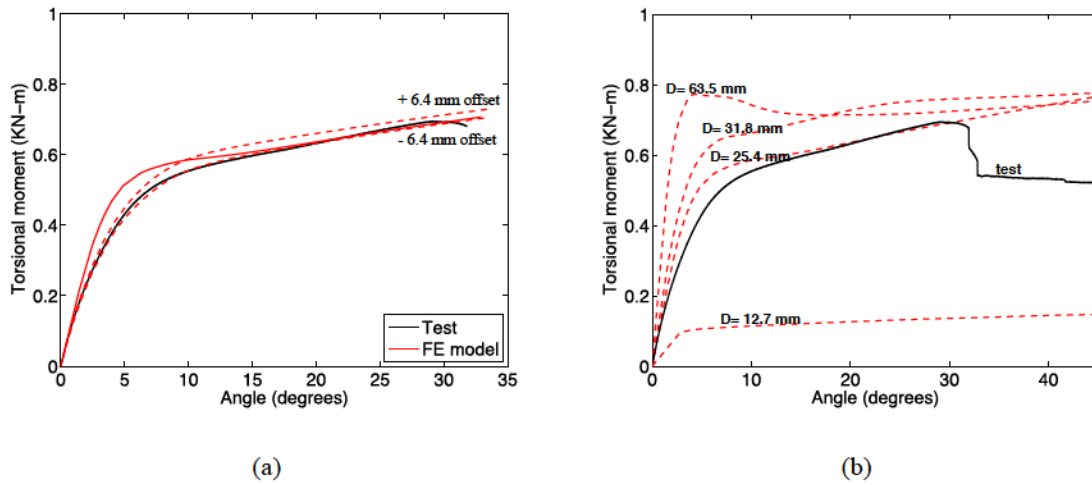 1
0.8
0.6
0.4
0.2
0
Torsional moment (KN–m)
+ 6.4 mm offset
- 6.4 mm offset
Test
FE model
0 5 10 15 20 25 30 35
Angle (degrees)
(a)
1
0.8
0.6
0.4
0.2
0
Torsional moment (KN–m)
D= 63.5 mm
D= 31.8 mm
D= 25.4 mm
test
D= 12.7 mm
0 10 20 30 40
Angle (degrees)
(b)